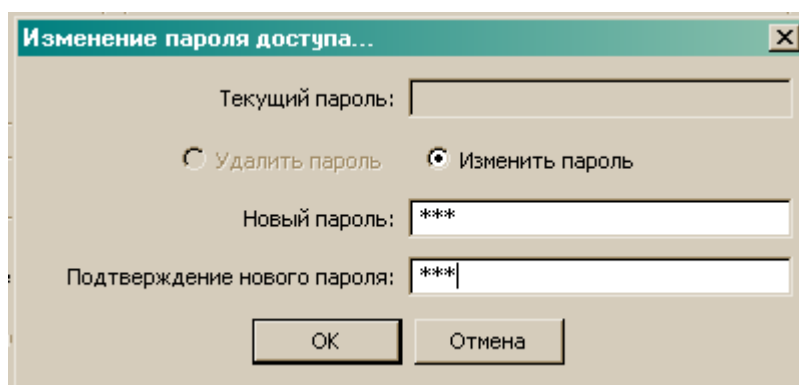 Изменение пароля доступа...
Текущий пароль:
Удалить пароль Изменить пароль
Новый пароль: ***
Подтверждение нового пароля: ***
OK Отмена